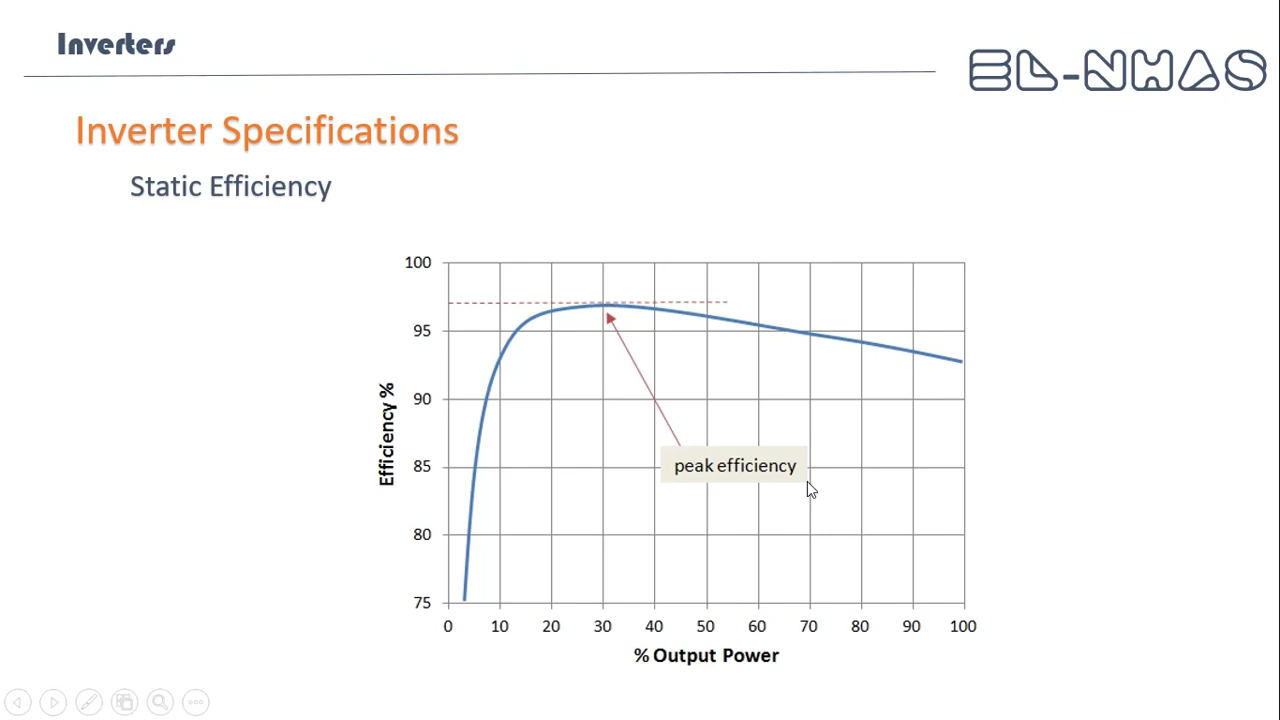 Inverters
EL-NHAS
Inverter Specifications
Static Efficiency
100
95
90
85
80
75
Efficiency %
peak efficiency
0 10 20 30 40 50 60 70 80 90 100
% Output Power